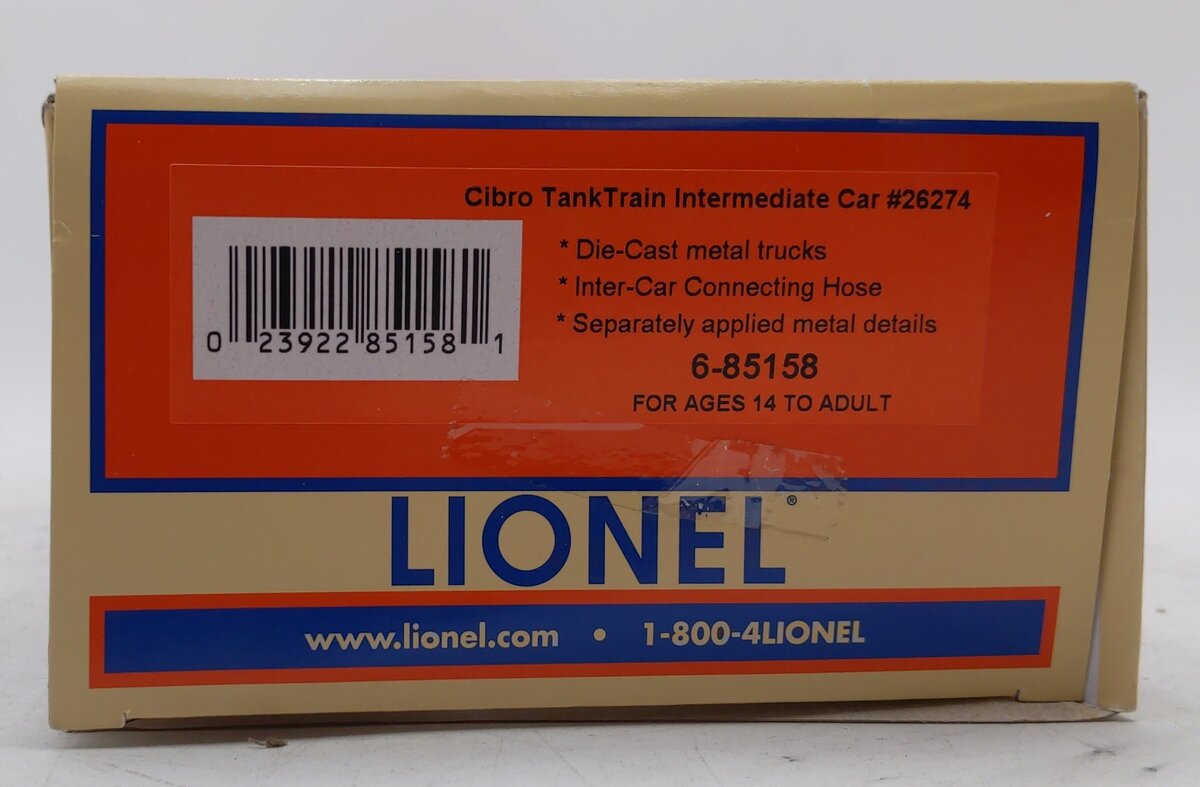 Cibro TankTrain Intermediate Car #26274
* Die-Cast metal trucks
* Inter-Car Connecting Hose
* Separately applied metal details
6-85158
FOR AGES 14 TO ADULT
0 23922 85158 1
LIONEL®
www.lionel.com • 1-800-4LIONEL